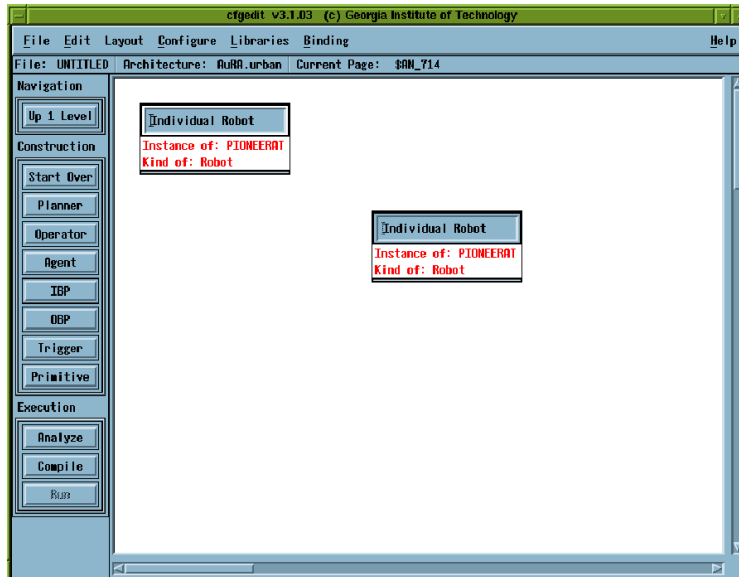 cfgedit v3.1.03 (c) Georgia Institute of Technology
File Edit Layout Configure Libraries Binding Help
File: UNTITLED Architecture: AuRA.urban Current Page: $AN_714
Navigation
Up 1 Level
Construction
Start Over
Planner
Operator
Agent
IBP
OBP
Trigger
Primitive
Execution
Analyze
Compile
Run
Individual Robot
Instance of: PIONEERAT
Kind of: Robot
Individual Robot
Instance of: PIONEERAT
Kind of: Robot